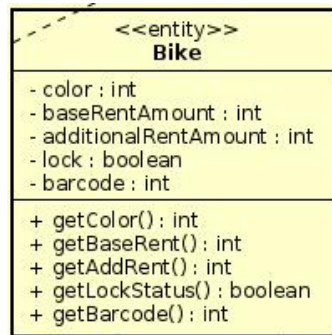 <<entity>>
Bike
- color : int
- baseRentAmount : int
- additionalRentAmount : int
- lock : boolean
- barcode : int
+ getColor() : int
+ getBaseRent() : int
+ getAddRent() : int
+ getLockStatus() : boolean
+ getBarcode() : int